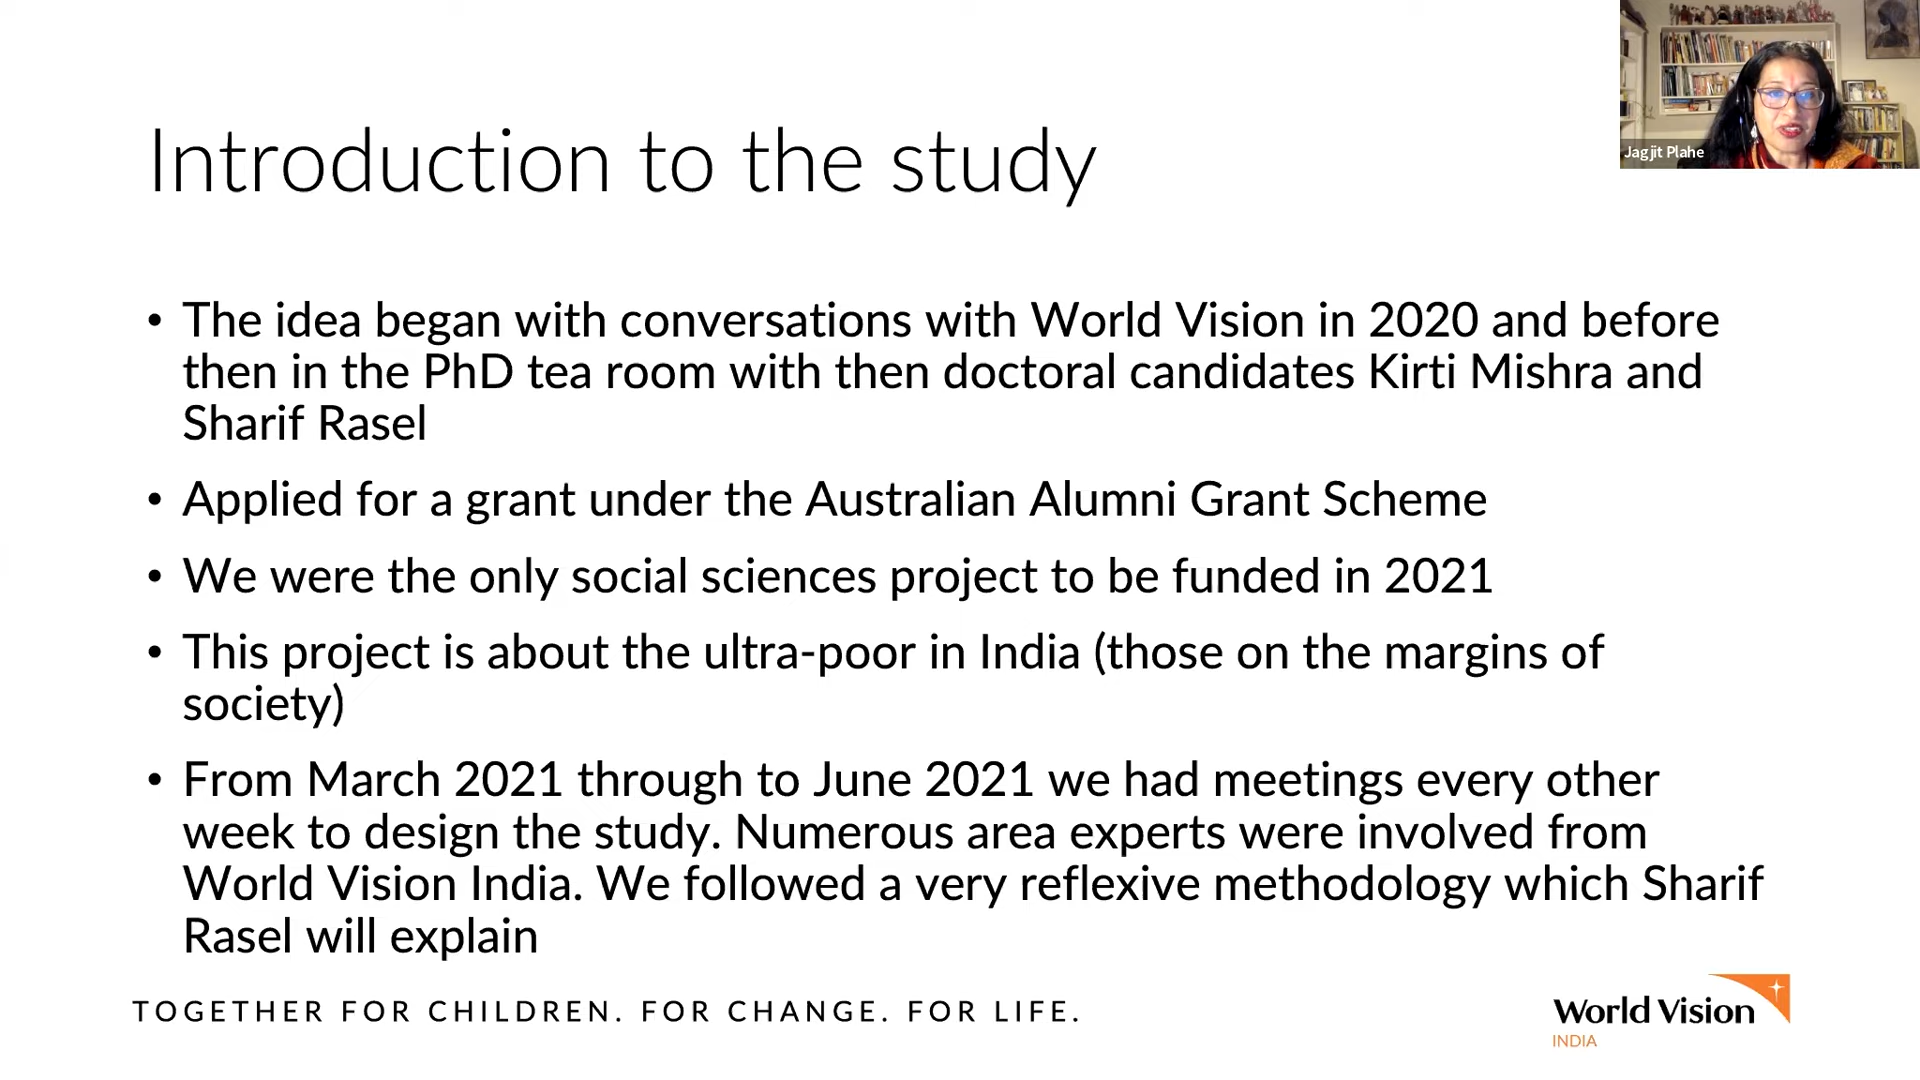 Jagjit Plahe
Introduction to the study
• The idea began with conversations with World Vision in 2020 and before
then in the PhD tea room with then doctoral candidates Kirti Mishra and
Sharif Rasel
• Applied for a grant under the Australian Alumni Grant Scheme
• We were the only social sciences project to be funded in 2021
• This project is about the ultra-poor in India (those on the margins of
society)
• From March 2021 through to June 2021 we had meetings every other
week to design the study. Numerous area experts were involved from
World Vision India. We followed a very reflexive methodology which Sharif
Rasel will explain
TOGETHER FOR CHILDREN. FOR CHANGE. FOR LIFE.
World Vision
INDIA